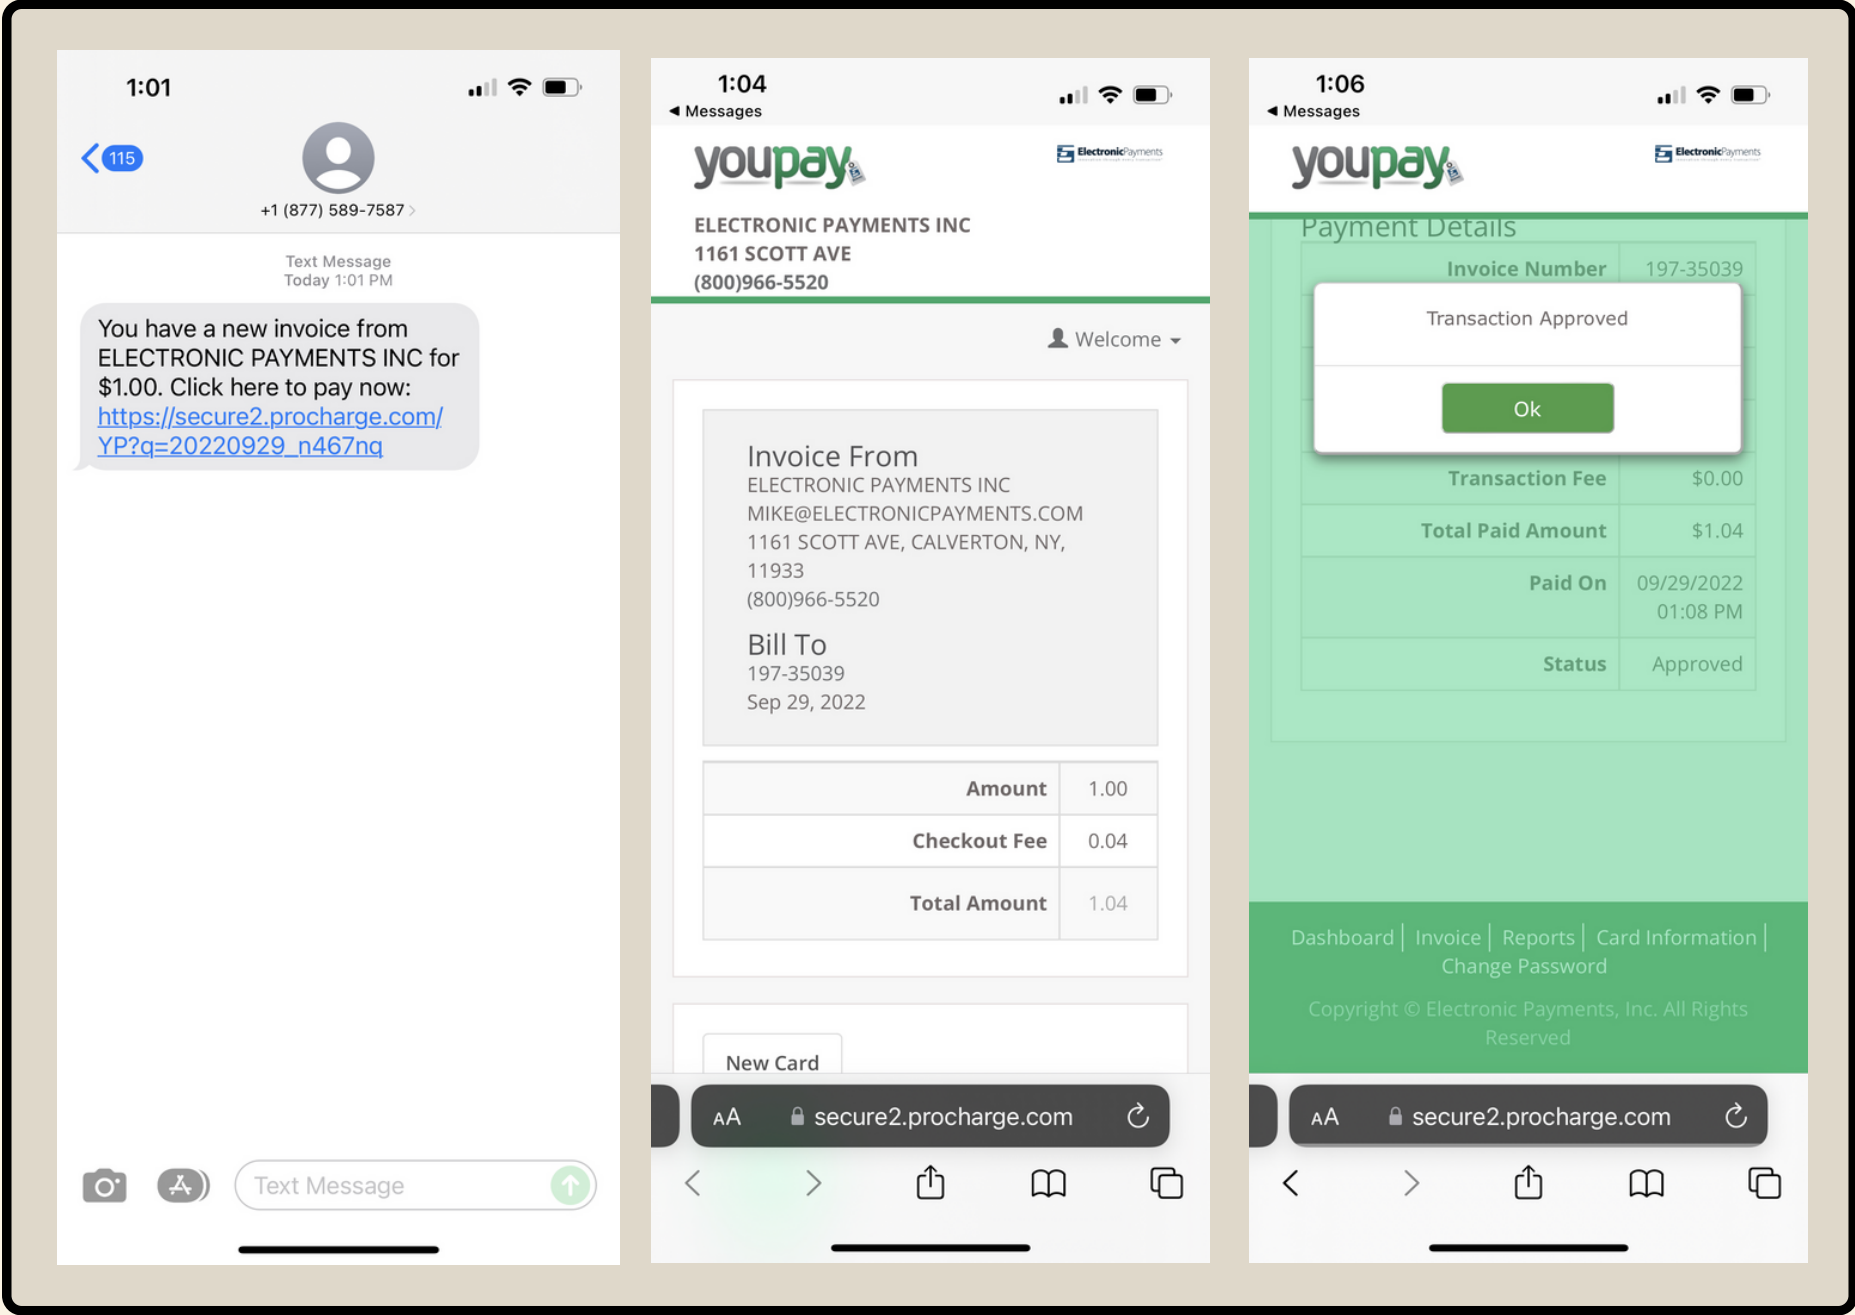 1:01
115
+1 (877) 589-7587
Text Message
Today 1:01 PM
You have a new invoice from
ELECTRONIC PAYMENTS INC for
$1.00. Click here to pay now:
https://secure2.procharge.com/
YP?q=20220929_n467nq
Text Message
1:04
Messages
youpay
ElectronicPayments
ELECTRONIC PAYMENTS INC
1161 SCOTT AVE
(800)966-5520
Welcome
Invoice From
ELECTRONIC PAYMENTS INC
MIKE@ELECTRONICPAYMENTS.COM
1161 SCOTT AVE, CALVERTON, NY,
11933
(800)966-5520
Bill To
197-35039
Sep 29, 2022
Amount 1.00
Checkout Fee 0.04
Total Amount 1.04
New Card
AA secure2.procharge.com
1:06
Messages
youpay
ElectronicPayments
Payment Details
Invoice Number 197-35039
Transaction Approved
Ok
Transaction Fee $0.00
Total Paid Amount $1.04
Paid On 09/29/2022
01:08 PM
Status Approved
Dashboard | Invoice | Reports | Card Information |
Change Password
Copyright © Electronic Payments, Inc. All Rights
Reserved
AA secure2.procharge.com